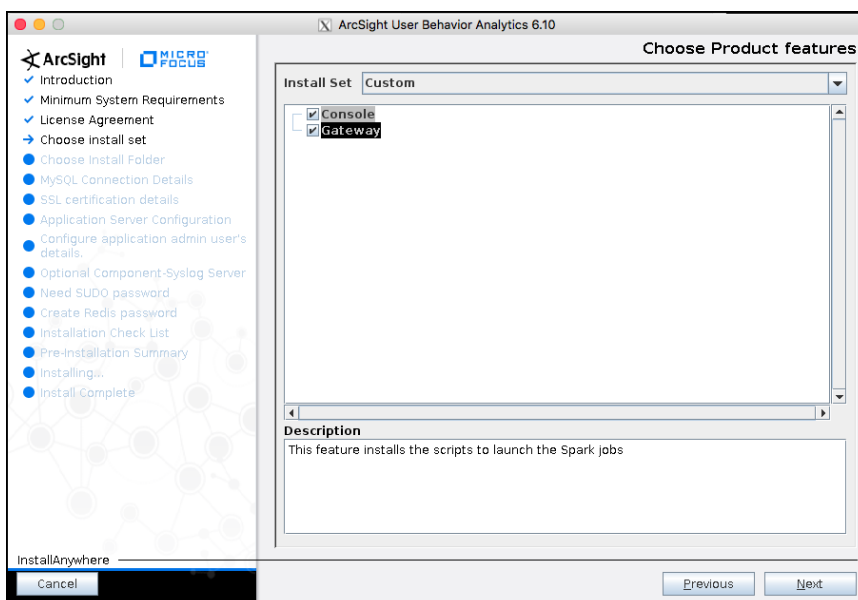 ArcSight User Behavior Analytics 6.10
ArcSight
MICRO
FOCUS
Choose Product features
Introduction
Minimum System Requirements
License Agreement
Choose install set
Choose Install Folder
MySQL Connection Details
SSL certification details
Application Server Configuration
Configure application admin user's
details.
Optional Component-Syslog Server
Need SUDO password
Create Redis password
Installation Check List
Pre-Installation Summary
Installing...
Install Complete
Install Set Custom
Console
Gateway
Description
This feature installs the scripts to launch the Spark jobs
InstallAnywhere
Cancel
Previous
Next